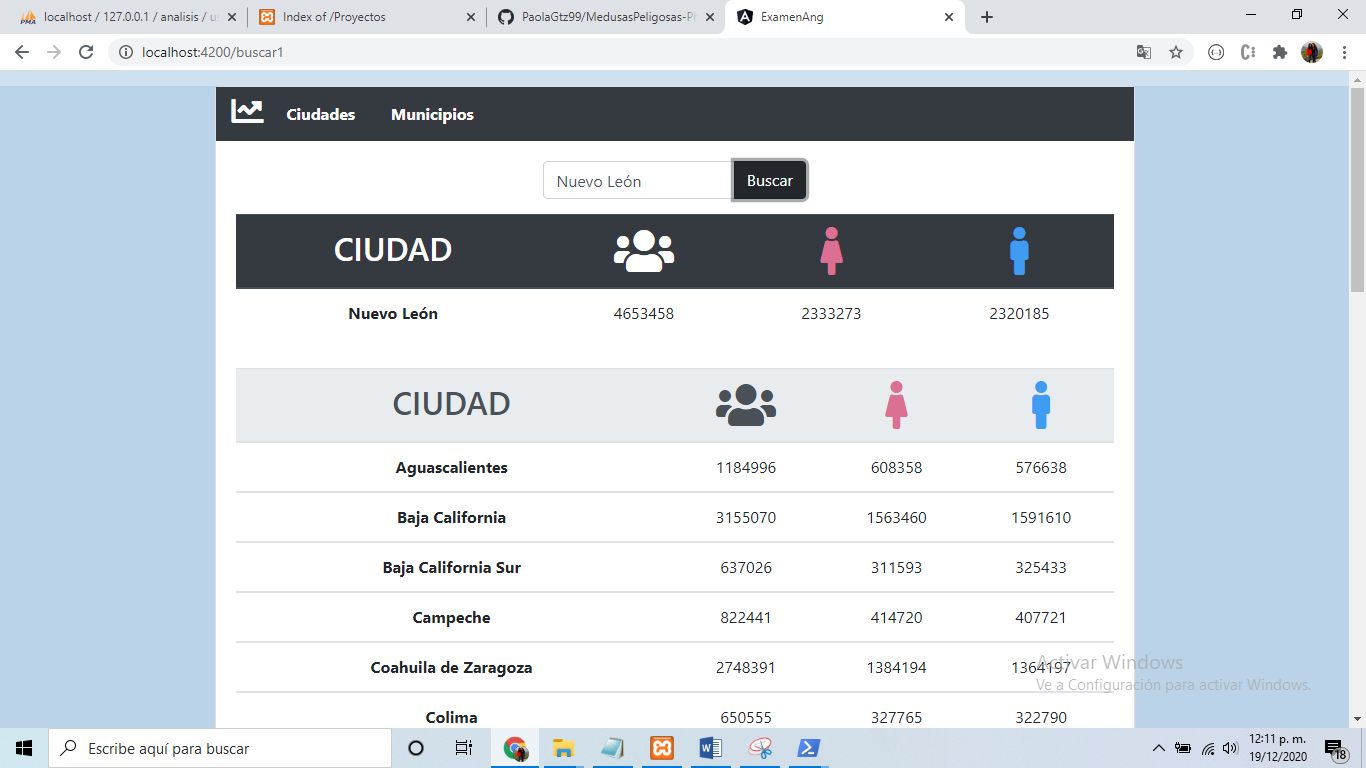 localhost / 127.0.0.1 / analisis / u
Index of /Proyectos
PaolaGtz99/MedusasPeligosas-P
ExamenAng
localhost:4200/buscar1
Ciudades Municipios
Nuevo León Buscar
CIUDAD
Nuevo León 4653458 2333273 2320185
CIUDAD
Aguascalientes 1184996 608358 576638
Baja California 3155070 1563460 1591610
Baja California Sur 637026 311593 325433
Campeche 822441 414720 407721
Coahuila de Zaragoza 2748391 1384194 1364197
Activar Windows
Ve a Configuración para activar Windows.
Colima 650555 327765 322790
Escribe aquí para buscar
12:11 p. m.
19/12/2020
18